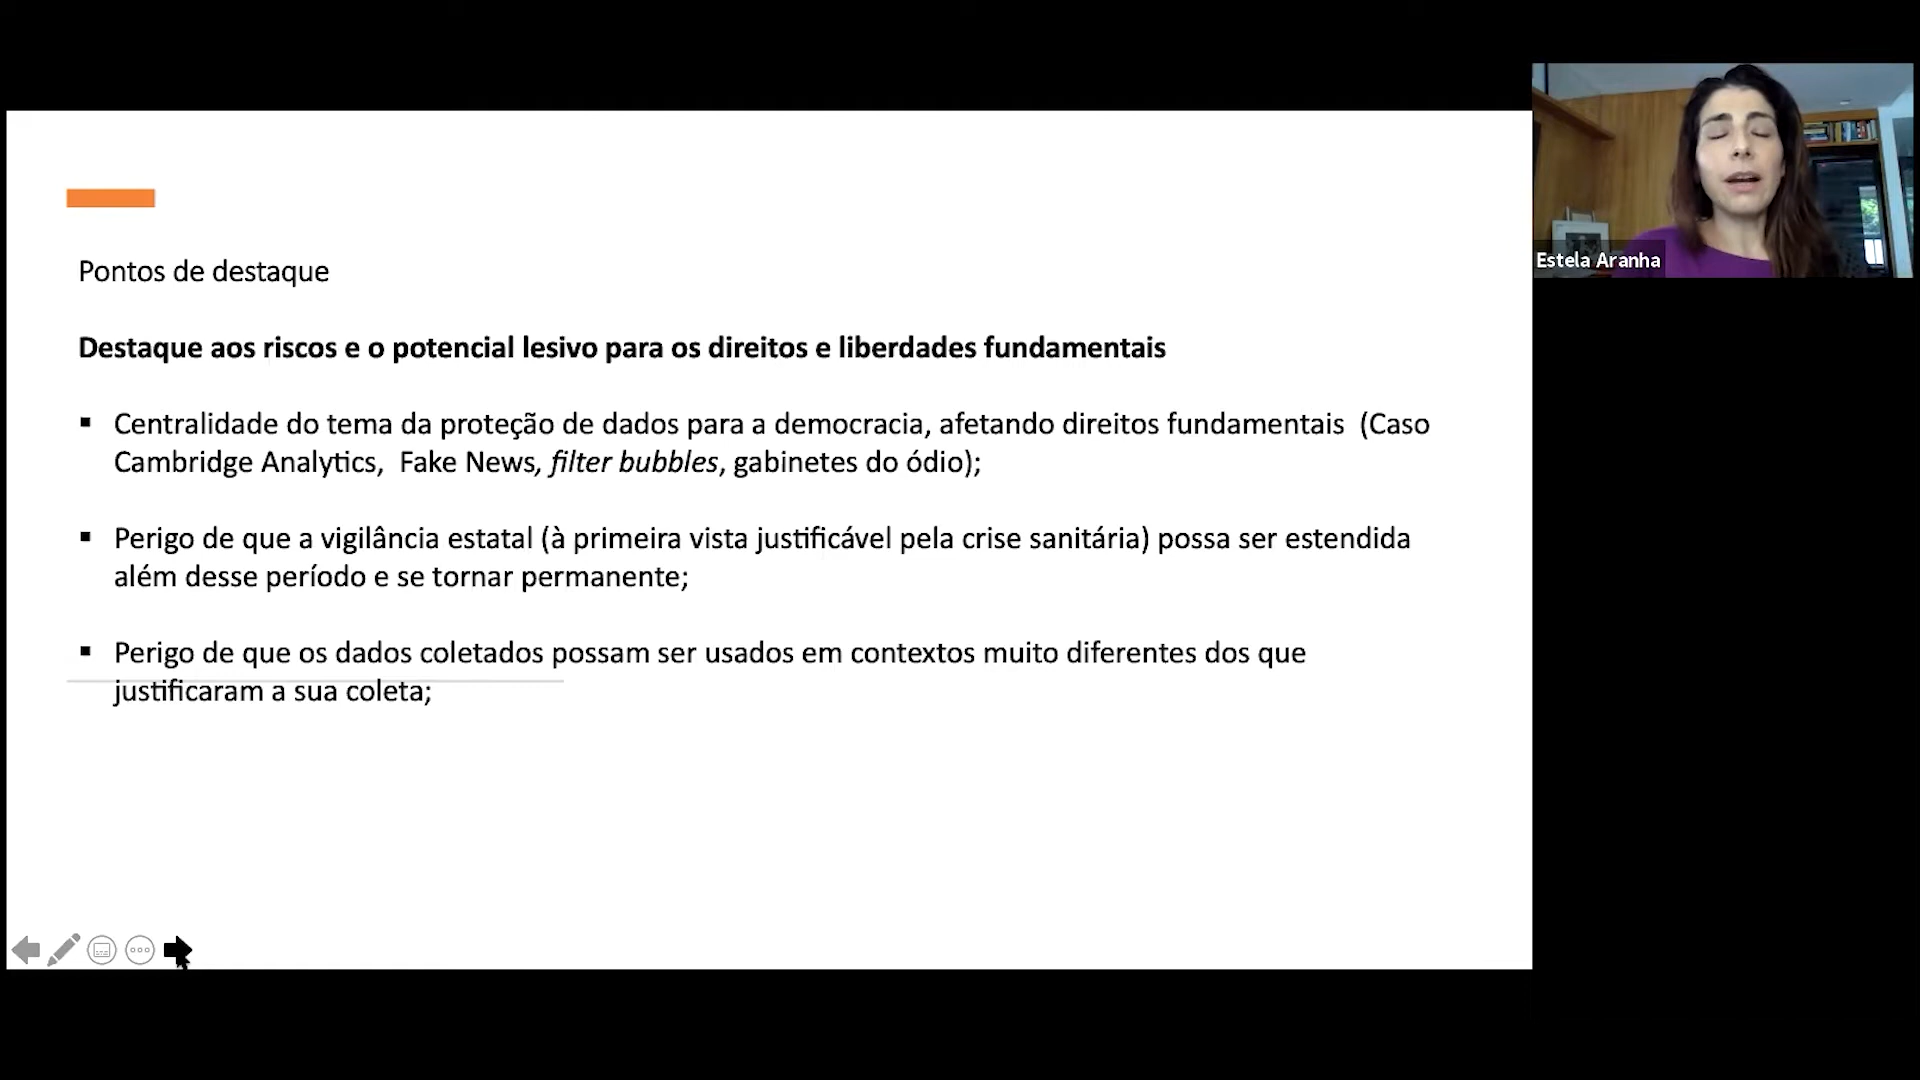 Pontos de destaque
Destaque aos riscos e o potencial lesivo para os direitos e liberdades fundamentais
▪ Centralidade do tema da proteção de dados para a democracia, afetando direitos fundamentais (Caso
Cambridge Analytics, Fake News, filter bubbles, gabinetes do ódio);
▪ Perigo de que a vigilância estatal (à primeira vista justificável pela crise sanitária) possa ser estendida
além desse período e se tornar permanente;
▪ Perigo de que os dados coletados possam ser usados em contextos muito diferentes dos que
justificaram a sua coleta;
Estela Aranha